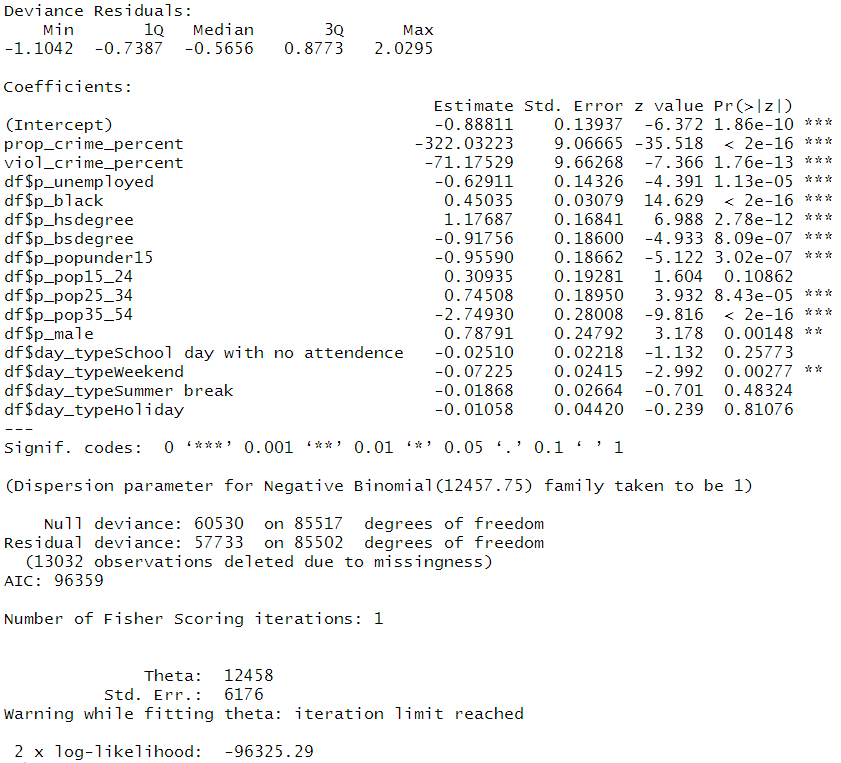 Deviance Residuals:
    Min      1Q  Median      3Q     Max
-1.1042 -0.7387 -0.5656  0.8773  2.0295
Coefficients:
Estimate Std. Error z value Pr(>|z|)
(Intercept) -0.88811 0.13937 -6.372 1.86e-10 ***
prop_crime_percent -322.03223 9.06665 -35.518 < 2e-16 ***
viol_crime_percent -71.17529 9.66268 -7.366 1.76e-13 ***
df$p_unemployed -0.62911 0.14326 -4.391 1.13e-05 ***
df$p_black 0.45035 0.03079 14.629 < 2e-16 ***
df$p_hsdegree 1.17687 0.16841 6.988 2.78e-12 ***
df$p_bsdegree -0.91756 0.18600 -4.933 8.09e-07 ***
df$p_popunder15 -0.95590 0.18662 -5.122 3.02e-07 ***
df$p_pop15_24 0.30935 0.19281 1.604 0.10862
df$p_pop25_34 0.74508 0.18950 3.932 8.43e-05 ***
df$p_pop35_54 -2.74930 0.28008 -9.816 < 2e-16 ***
df$p_male 0.78791 0.24792 3.178 0.00148 **
df$day_typeSchool day with no attendence -0.02510 0.02218 -1.132 0.25773
df$day_typeWeekend -0.07225 0.02415 -2.992 0.00277 **
df$day_typeSummer break -0.01868 0.02664 -0.701 0.48324
df$day_typeHoliday -0.01058 0.04420 -0.239 0.81076
---
Signif. codes:  0 ‘***’ 0.001 ‘**’ 0.01 ‘*’ 0.05 ‘.’ 0.1 ‘ ’ 1
(Dispersion parameter for Negative Binomial(12457.75) family taken to be 1)
Null deviance: 60530  on 85517  degrees of freedom
Residual deviance: 57733  on 85502  degrees of freedom
(13032 observations deleted due to missingness)
AIC: 96359
Number of Fisher Scoring iterations: 1
Theta:  12458
Std. Err.:  6176
Warning while fitting theta: iteration limit reached
2 x log-likelihood:  -96325.29